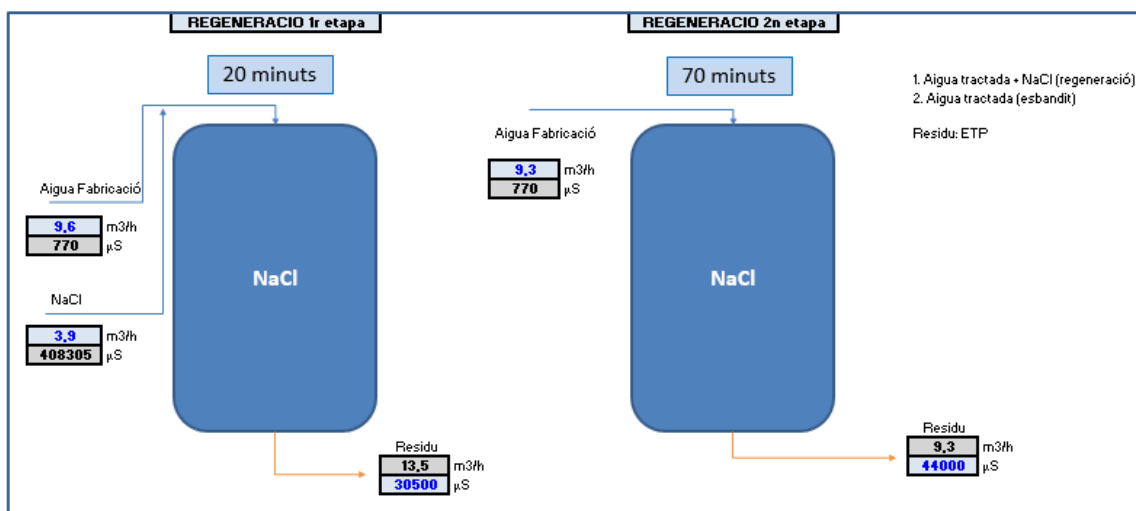 REGENERACIO 1r etapa
20 minuts
Aigua Fabricació
9,6 m3/h
770 µS
NaCl
3,9 m3/h
408305 µS
NaCl
Residu
13,5 m3/h
30500 µS
REGENERACIO 2n etapa
70 minuts
Aigua Fabricació
9,3 m3/h
770 µS
NaCl
Residu
9,3 m3/h
44000 µS
1. Aigua tractada + NaCl (regeneració)
2. Aigua tractada (esbandit)
Residu: ETP